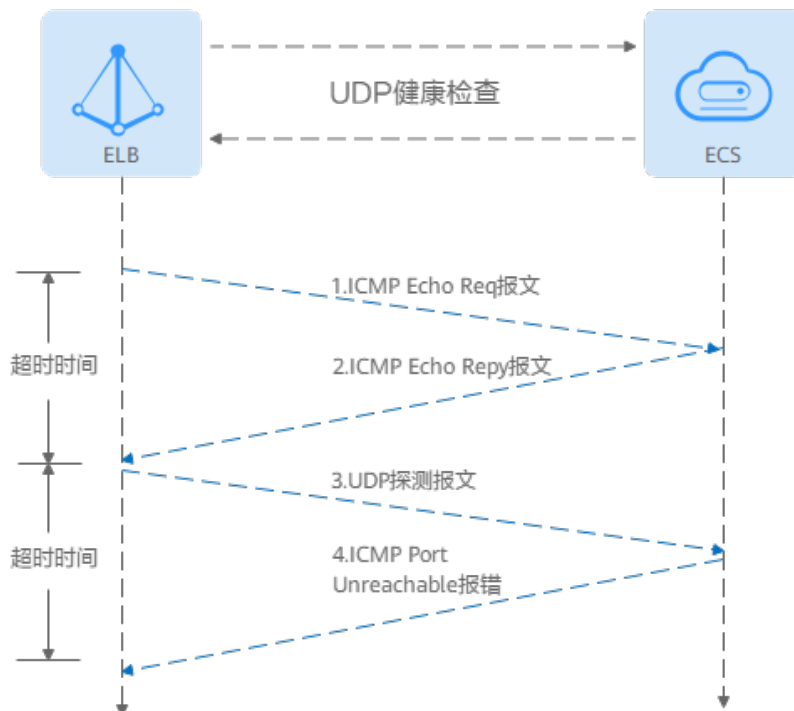 UDP健康检查
ELB
ECS
1.ICMP Echo Req报文
超时时间
2.ICMP Echo Repy报文
3.UDP探测报文
超时时间
4.ICMP Port
Unreachable报错